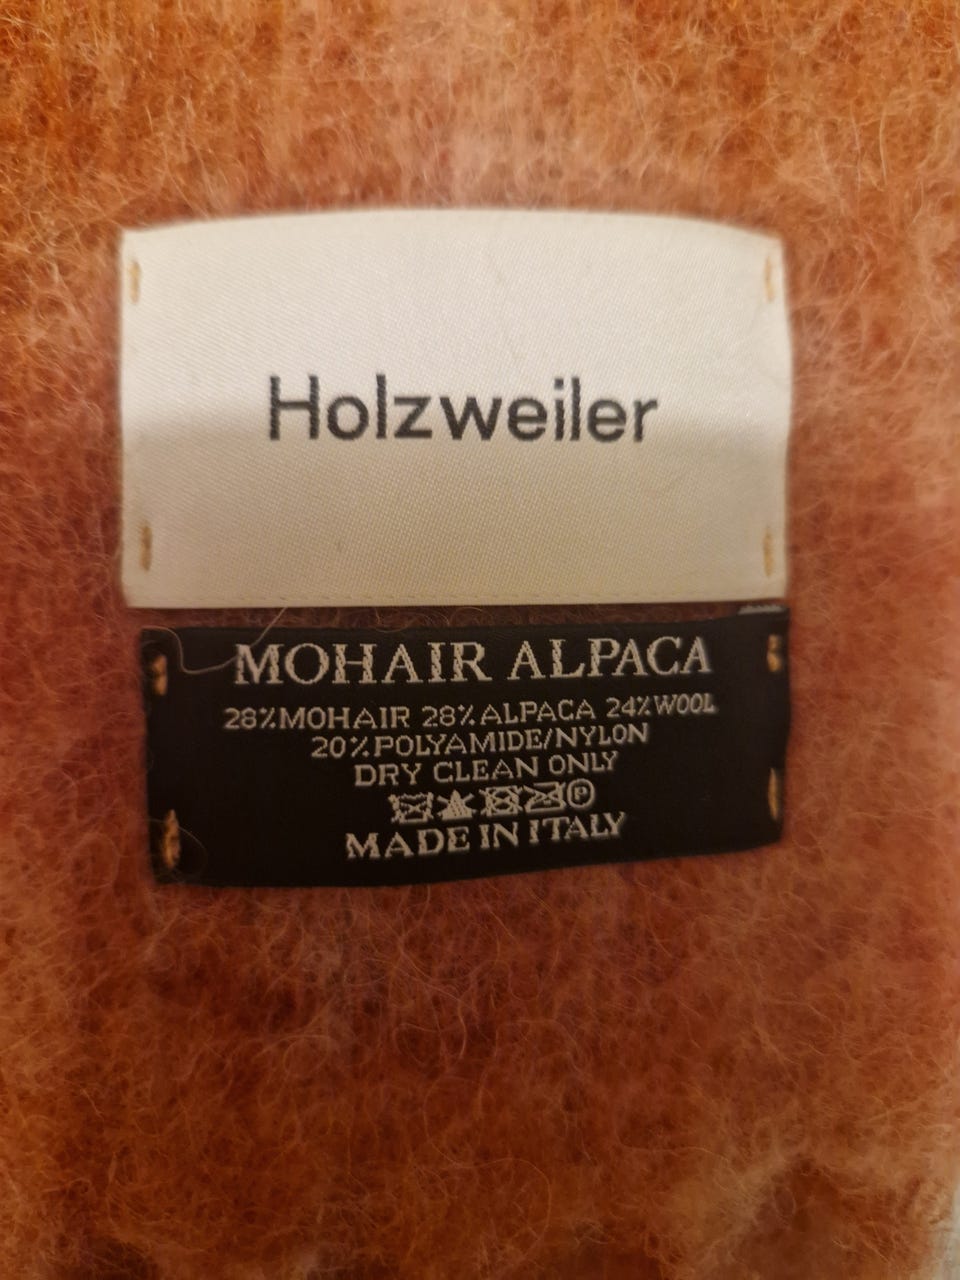 Holzweiler
MOHAIR ALPACA
28%MOHAIR 28%ALPACA 24%WOOL
20%POLYAMIDE/NYLON
DRY CLEAN ONLY
P
MADE IN ITALY